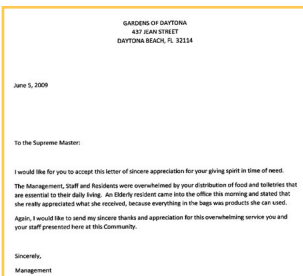 GARDENS OF DAYTONA
437 JEAN STREET
DAYTONA BEACH, FL 32114
June 5, 2009
To the Supreme Master:
I would like for you to accept this letter of sincere appreciation for your giving spirit in time of need.
The Management, Staff and Residents were overwhelmed by your distribution of food and toiletries that
are essential to their daily living. An Elderly resident came into the office this morning and stated that
she really appreciated what she received, because everything in the bags was products she can used.
Again, I would like to send my sincere thanks and appreciation for this overwhelming service you and
your staff presented here at this Community.
Sincerely,
Management